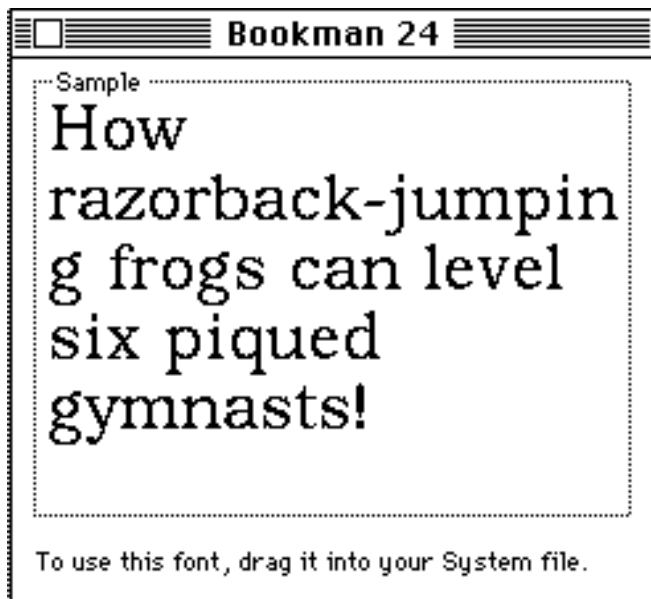 Bookman 24
Sample
How
razorback-jumpin
g frogs can level
six piqued
gymnasts!
To use this font, drag it into your System file.